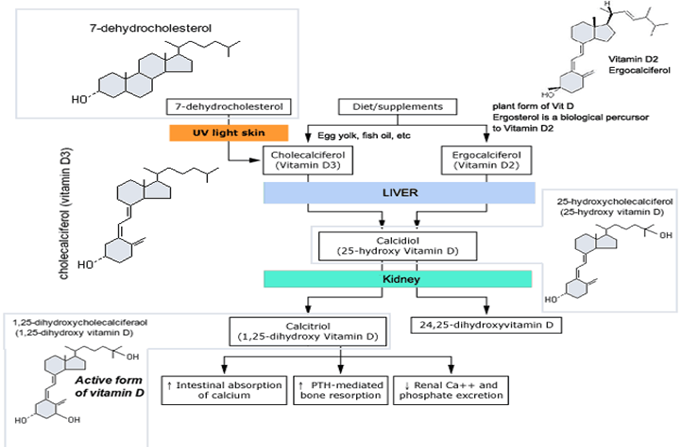 7-dehydrocholesterol
HO
7-dehydrocholesterol
Diet/supplements
H
HO
Vitamin D2
Ergocalciferol
plant form of Vit D
Ergosterol is a biological percursor
to Vitamin D2
UV light skin
Egg yolk, fish oil, etc
Cholecalciferol
(Vitamin D3)
Ergocalciferol
(Vitamin D2)
cholecalciferol (vitamin D3)
HO
LIVER
25-hydroxycholecalciferol
(25-hydroxy vitamin D)
OH
HO
Calcidiol
(25-hydroxy Vitamin D)
Kidney
1,25-dihydroxycholecalciferaol
(1,25-dihydroxy vitamin D)
OH
HO
OH
Active form
of vitamin D
Calcitriol
(1,25-dihydroxy Vitamin D)
24,25-dihydroxyvitamin D
↑ Intestinal absorption
of calcium
↑ PTH-mediated
bone resorption
↓ Renal Ca++ and
phosphate excretion